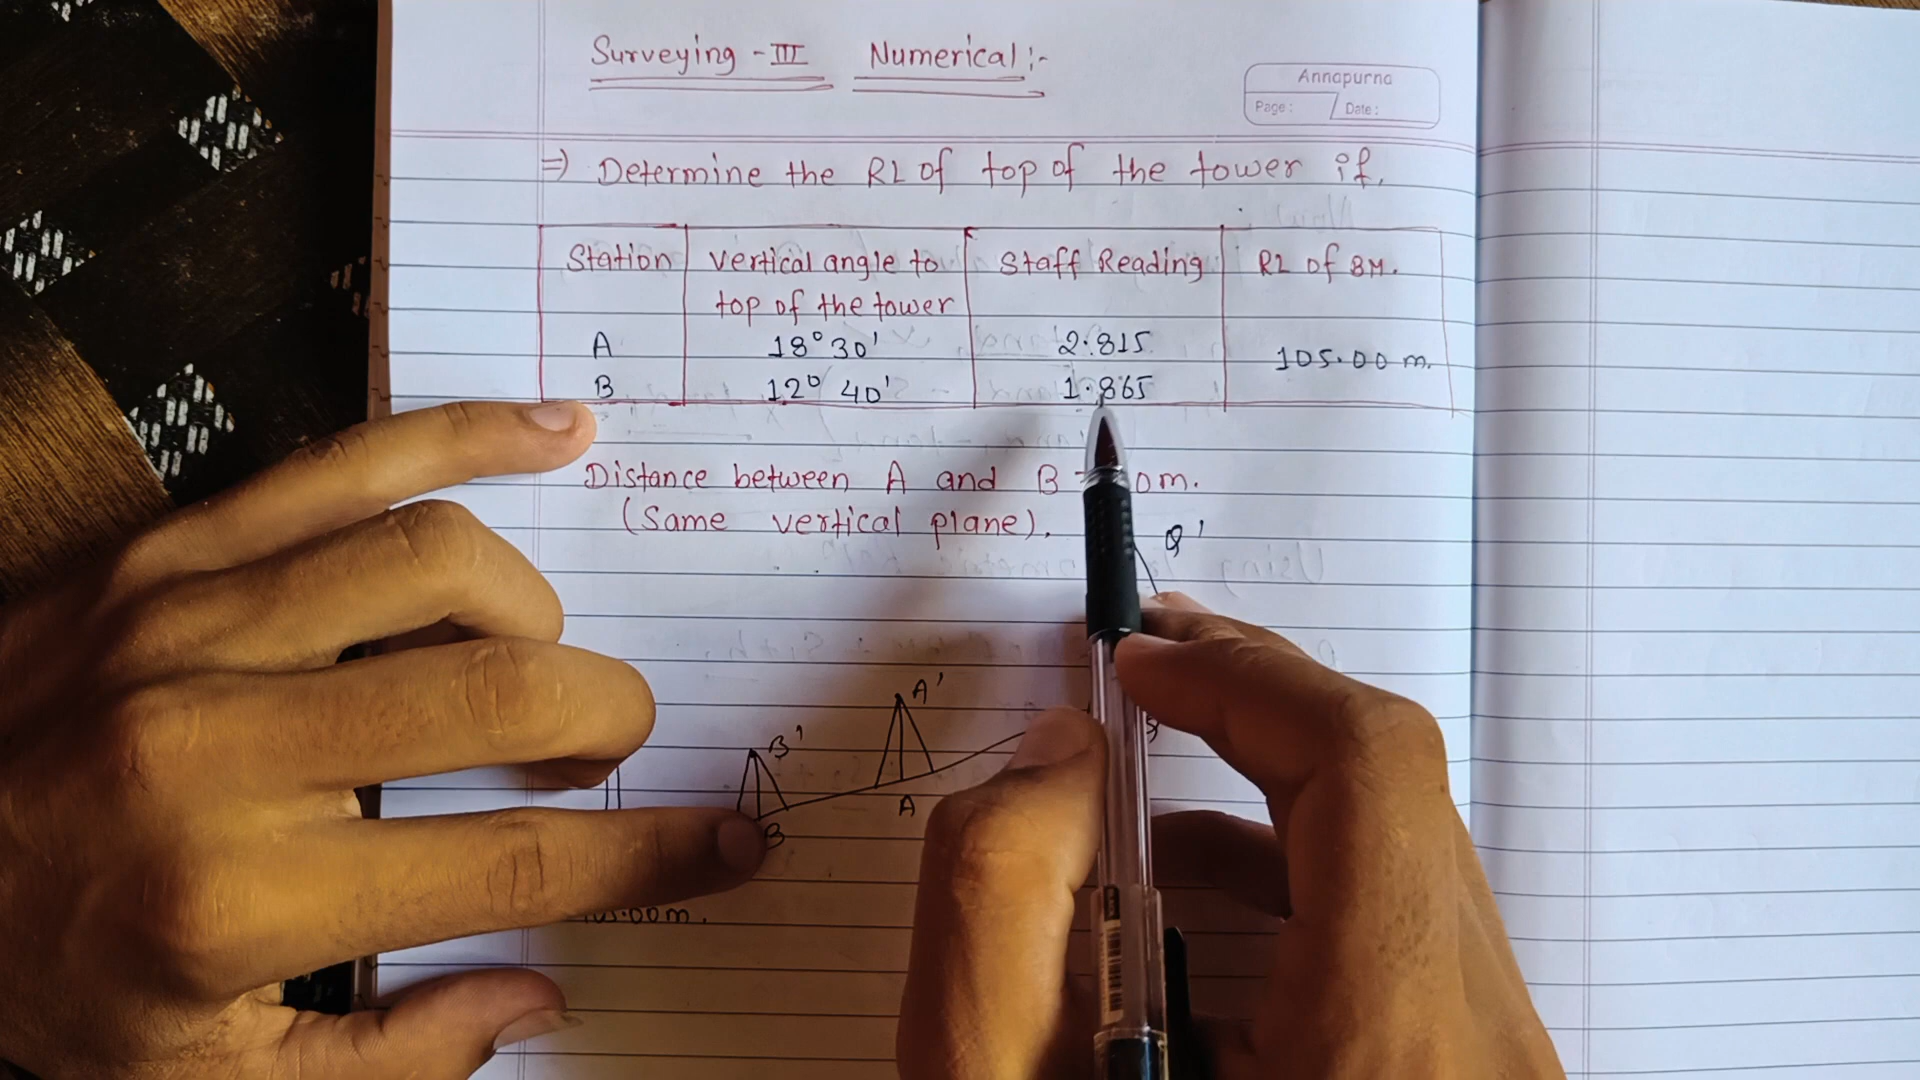 Surveying - III Numerical :-
Annapurna
Page: Date:
⇒ Determine the RL of top of the tower if,
Station Vertical angle to top of the tower Staff Reading RL of BM.
A 18° 30' 2.815 105.00 m.
B 12° 40' 1.865
Distance between A and B
m.
(Same vertical plane).
Q'
A'
B'
A
B
.00m.